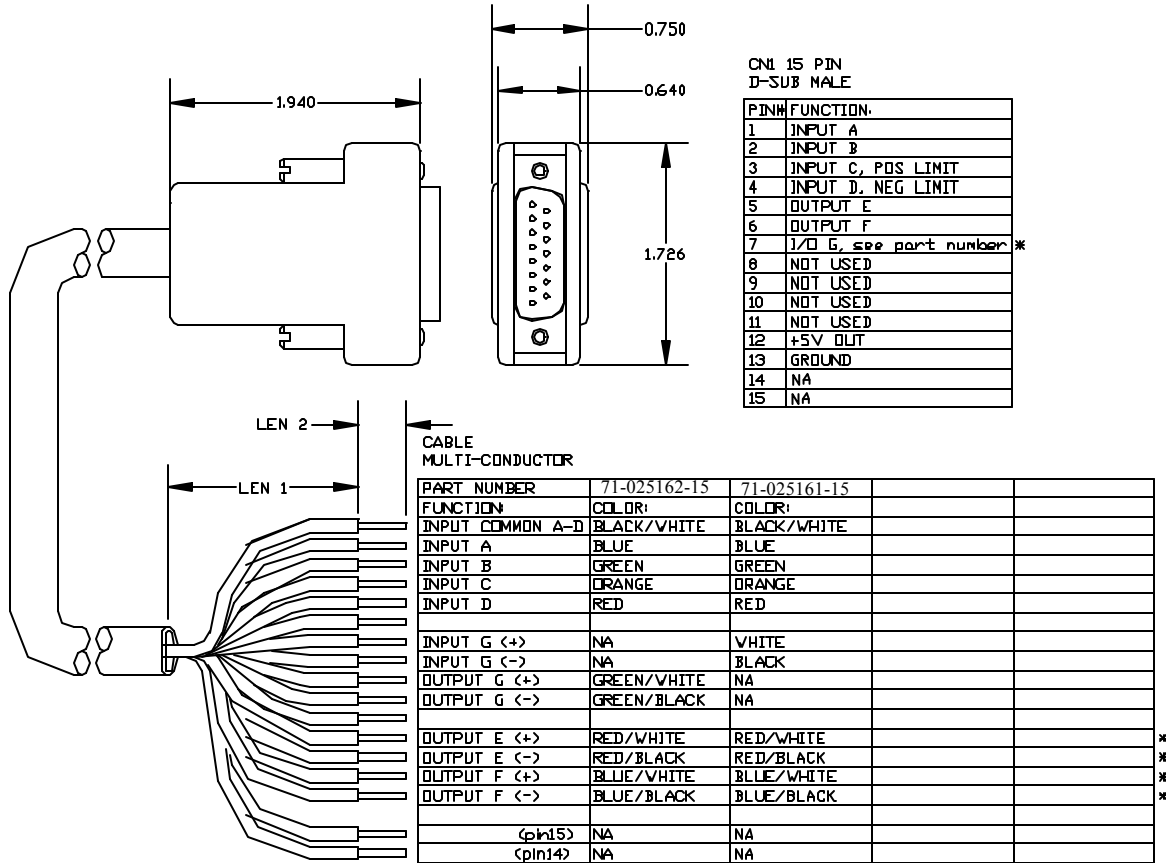 0.750
0.640
1.940
1.726
CN1 15 PIN
D-SUB MALE
PIN# FUNCTION:
1 INPUT A
2 INPUT B
3 INPUT C, POS LIMIT
4 INPUT D, NEG LIMIT
5 OUTPUT E
6 OUTPUT F
7 I/O G, see part number *
8 NOT USED
9 NOT USED
10 NOT USED
11 NOT USED
12 +5V OUT
13 GROUND
14 NA
15 NA
LEN 2
LEN 1
CABLE
MULTI-CONDUCTOR
PART NUMBER 71-025162-15 71-025161-15
FUNCTION: COLOR: COLOR:
INPUT COMMON A-D BLACK/WHITE BLACK/WHITE
INPUT A BLUE BLUE
INPUT B GREEN GREEN
INPUT C ORANGE ORANGE
INPUT D RED RED
INPUT G (+) NA WHITE
INPUT G (-) NA BLACK
OUTPUT G (+) GREEN/WHITE NA
OUTPUT G (-) GREEN/BLACK NA
OUTPUT E (+) RED/WHITE RED/WHITE *
OUTPUT E (-) RED/BLACK RED/BLACK *
OUTPUT F (+) BLUE/WHITE BLUE/WHITE *
OUTPUT F (-) BLUE/BLACK BLUE/BLACK *
(pin15) NA NA
(pin14) NA NA